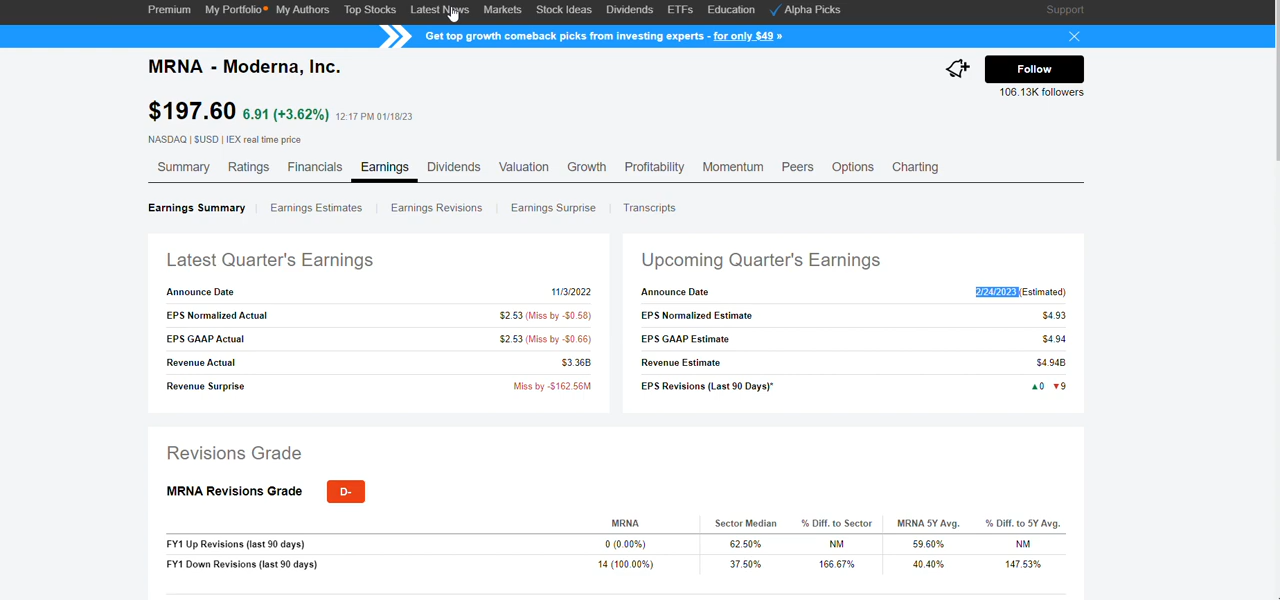 Premium My Portfolio My Authors Top Stocks Latest News Markets Stock Ideas Dividends ETFs Education Alpha Picks Support
Get top growth comeback picks from investing experts - for only $49 »
MRNA - Moderna, Inc.
Follow
106.13K followers
$197.60 6.91 (+3.62%) 12:17 PM 01/18/23
NASDAQ | $USD | IEX real time price
Summary Ratings Financials Earnings Dividends Valuation Growth Profitability Momentum Peers Options Charting
Earnings Summary | Earnings Estimates | Earnings Revisions | Earnings Surprise | Transcripts
Latest Quarter's Earnings
Announce Date 11/3/2022
EPS Normalized Actual $2.53 (Miss by -$0.58)
EPS GAAP Actual $2.53 (Miss by -$0.66)
Revenue Actual $3.36B
Revenue Surprise Miss by -$162.56M
Upcoming Quarter's Earnings
Announce Date 2/24/2023 (Estimated)
EPS Normalized Estimate $4.93
EPS GAAP Estimate $4.94
Revenue Estimate $4.94B
EPS Revisions (Last 90 Days)* ▲0 ▼9
Revisions Grade
MRNA Revisions Grade D-
MRNA Sector Median % Diff. to Sector MRNA 5Y Avg. % Diff. to 5Y Avg.
FY1 Up Revisions (last 90 days) 0 (0.00%) 62.50% NM 59.60% NM
FY1 Down Revisions (last 90 days) 14 (100.00%) 37.50% 166.67% 40.40% 147.53%